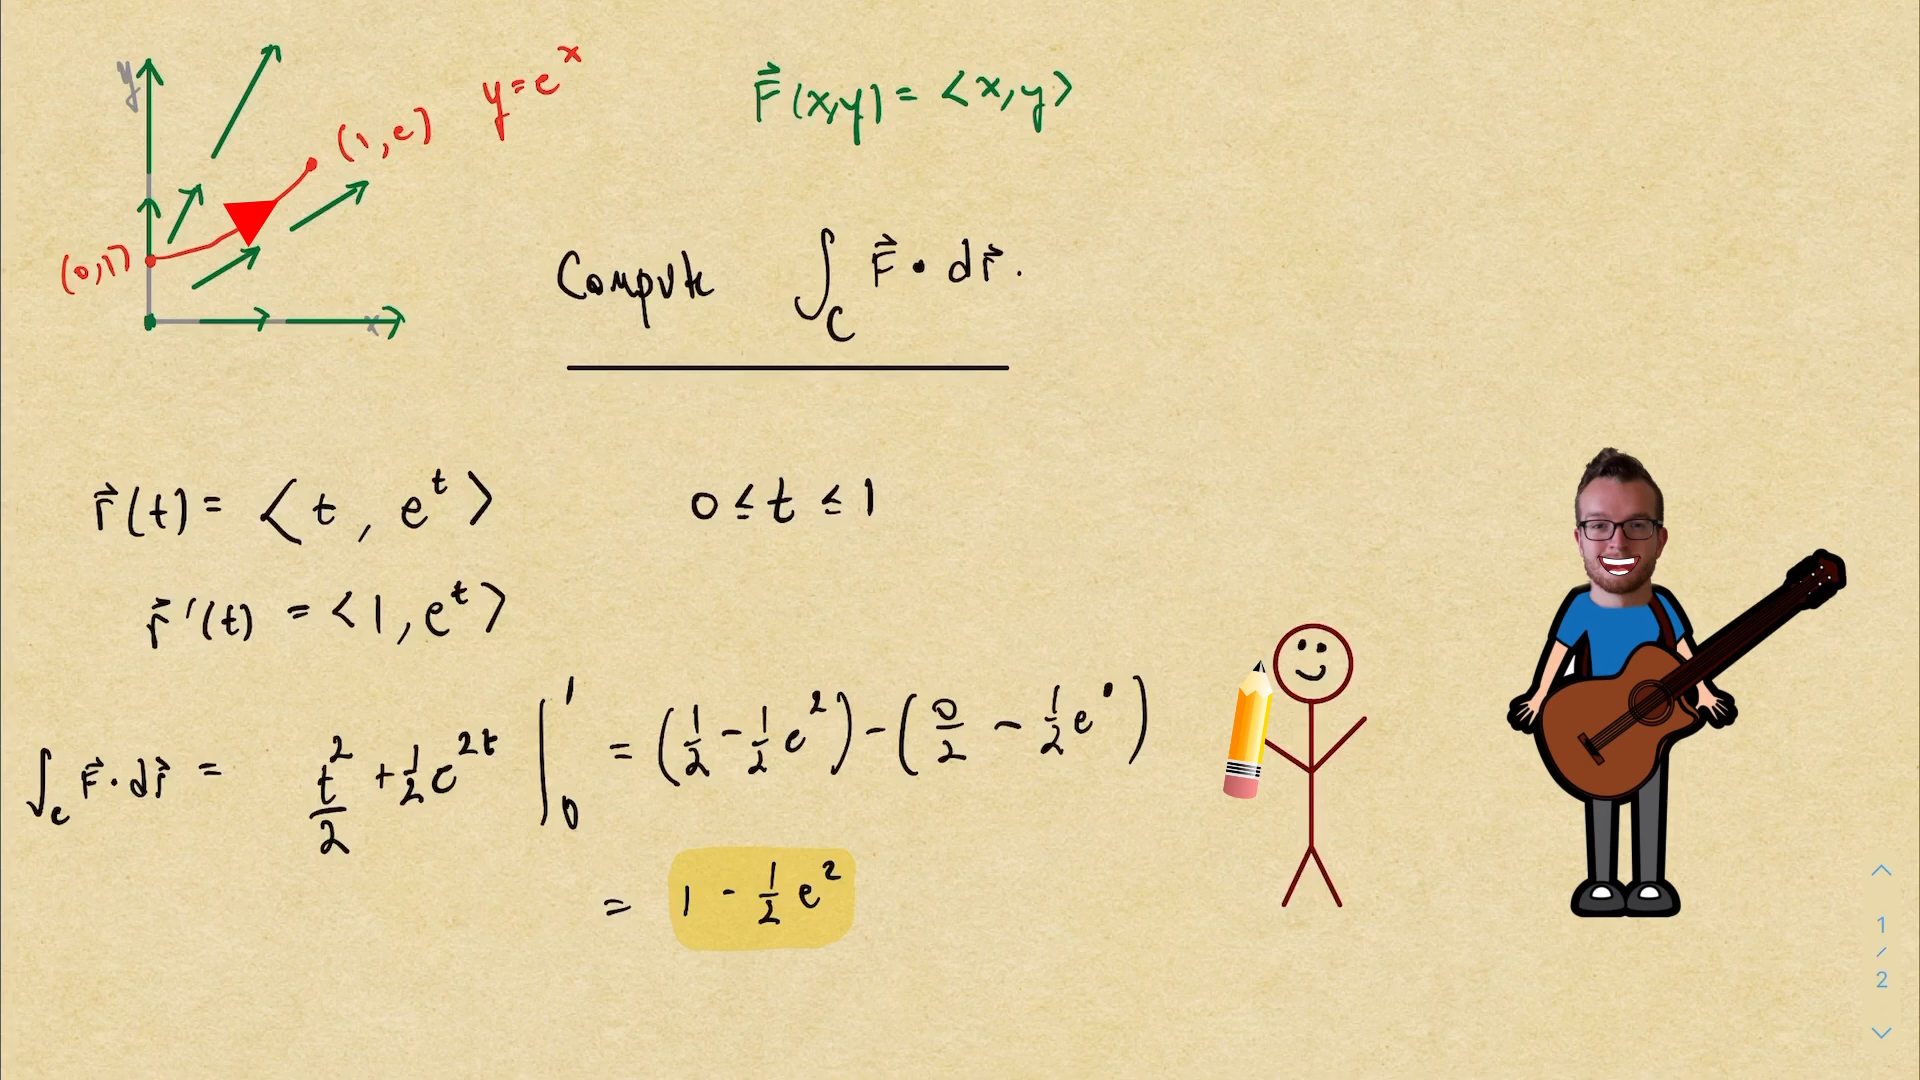 y
x
y=e^x
(1,e)
(0,1)
F⃗(x,y) = <x,y>
Compute ∫_C F⃗ • dr⃗.
r⃗(t) = <t, e^t> 0 ≤ t ≤ 1
r⃗'(t) = <1, e^t>
∫_C F⃗ · dr⃗ = t^2/2 + 1/2 e^{2t} |_0^1 = (1/2 - 1/2 e^2) - (0/2 - 1/2 e^0)
= 1 - 1/2 e^2
1
/
2